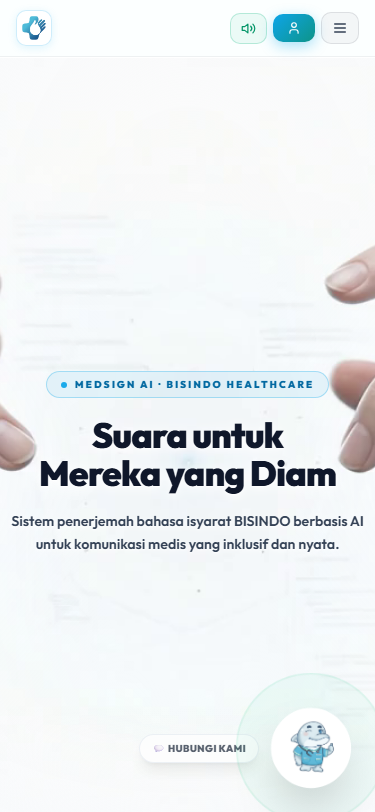 MEDSIGN AI · BISINDO HEALTHCARE
Suara untuk
Mereka yang Diam
Sistem penerjemah bahasa isyarat BISINDO berbasis AI
untuk komunikasi medis yang inklusif dan nyata.
HUBUNGI KAMI